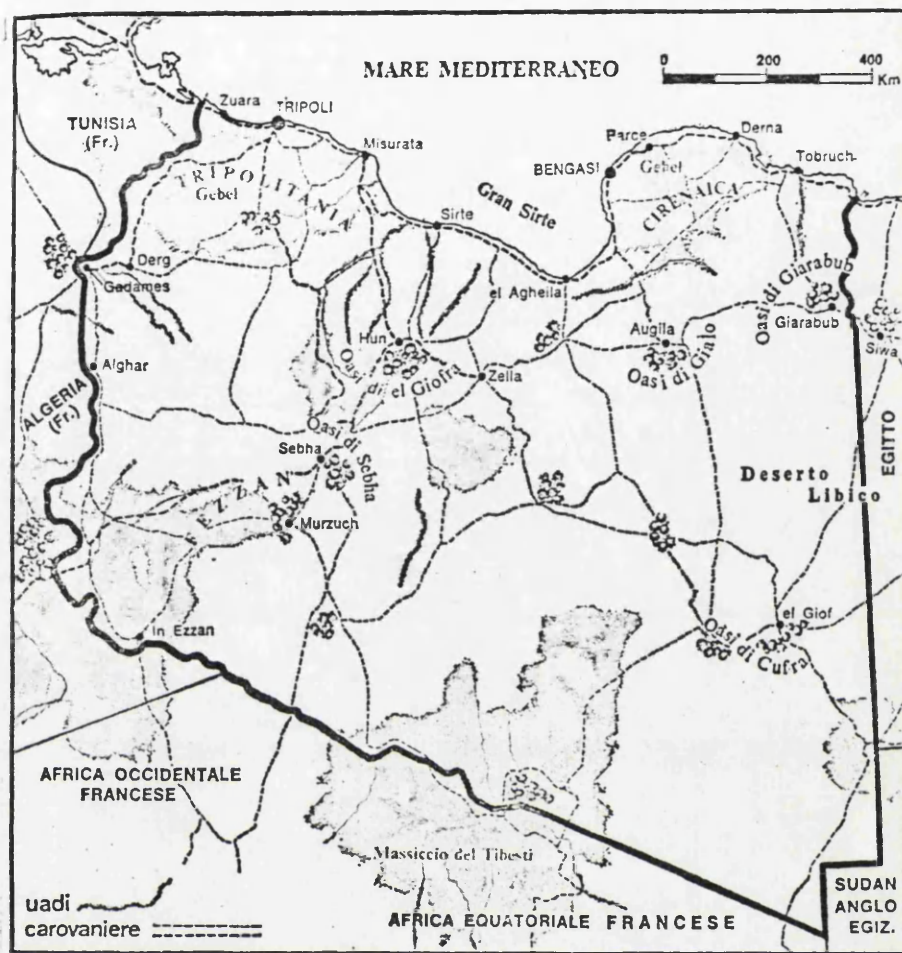 MARE MEDITERRANEO
0 200 400
Km
Zuara
TRIPOLI
TUNISIA
(Fr.)
Misurata
Parce
Derna
BENGASI
Gebel
Tobruch
TRIPOLITANIA
Gebel
Gran Sirte
CIRENAICA
Sirte
Derg
Gadames
el Agheila
Oasi di Giarabub
Giarabub
Hun
Augila
Siwa
Oasi di el Giofra
Oasi di Gialo
Alghar
Zella
ALGERIA
(Fr.)
Oasi di Sebha
Sebha
EGITTO
EZZAN
Deserto
Libico
Murzuch
el Giof
In Ezzan
Oasi di Cufra
AFRICA OCCIDENTALE
FRANCESE
Massiccio del Tibesti
uadi
carovaniere
AFRICA EQUATORIALE FRANCESE
SUDAN
ANGLO
EGIZ.